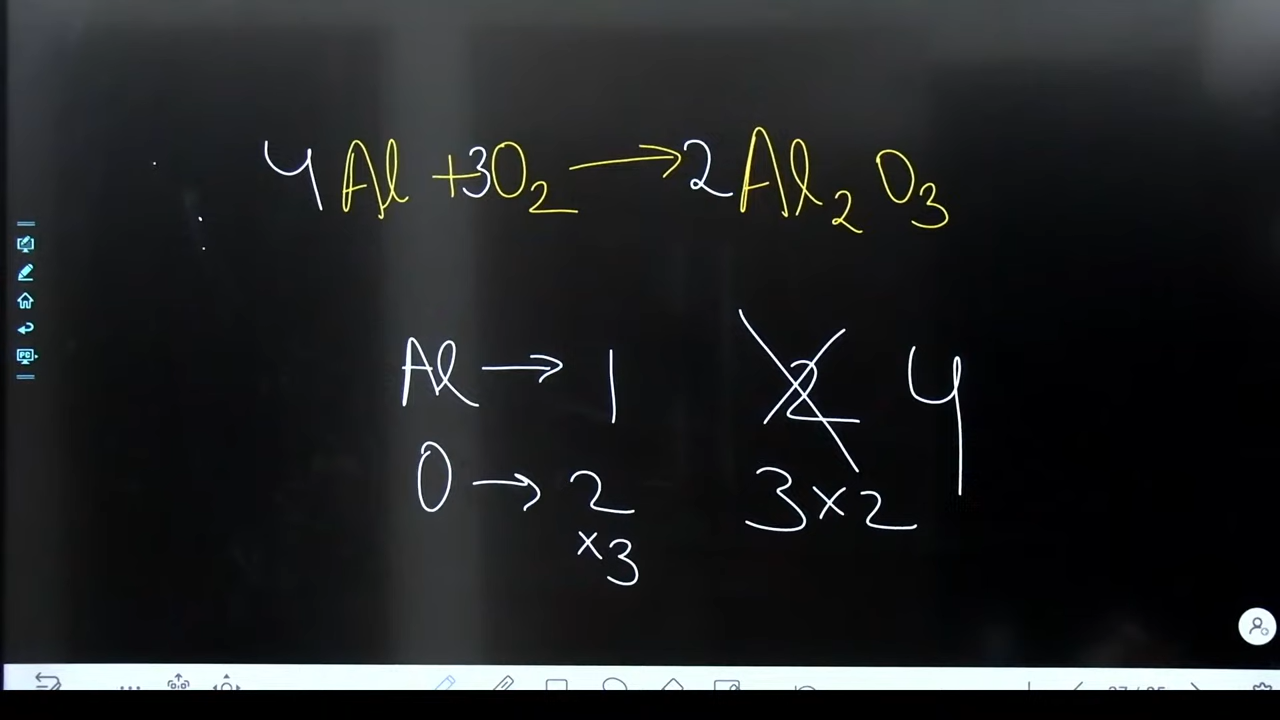 4Al + 3O₂ → 2Al₂O₃
Al → 1 2 4
O → 2 3×2
×3